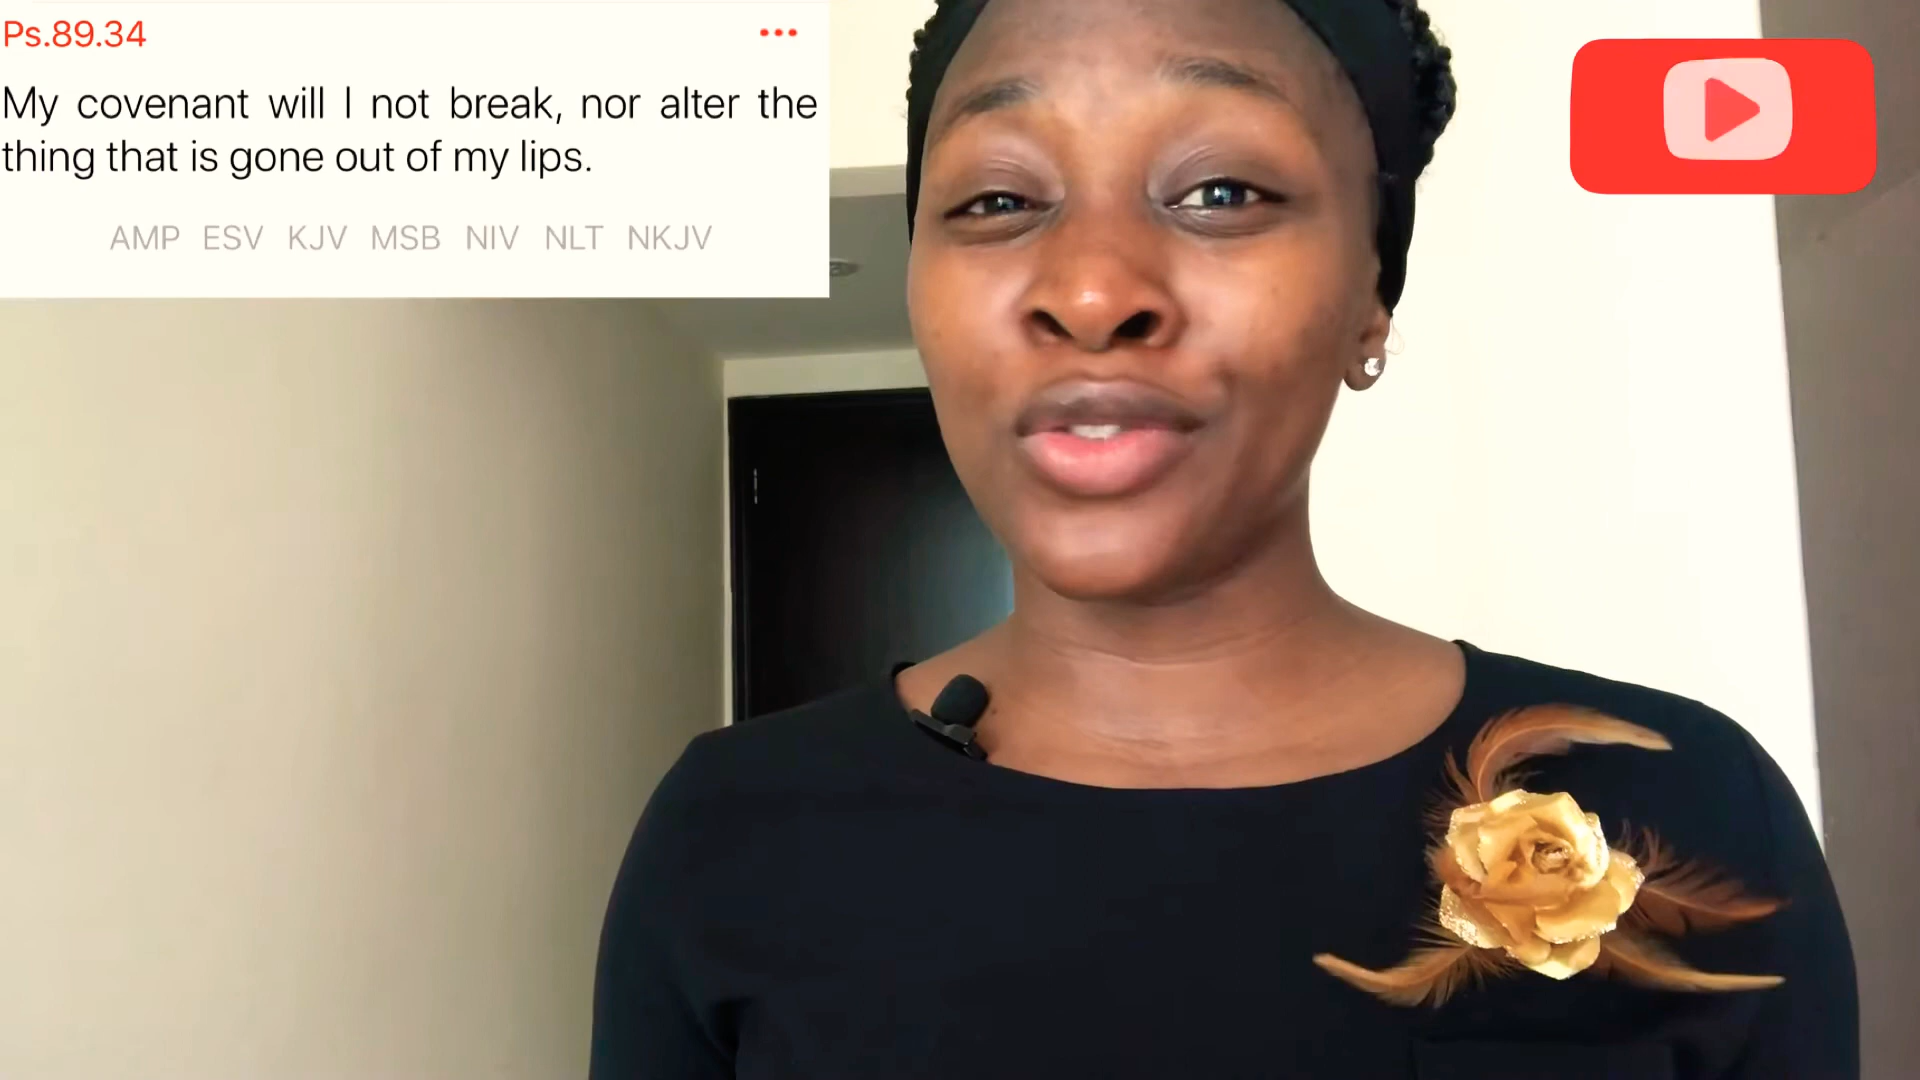 Ps.89.34
My covenant will I not break, nor alter the
thing that is gone out of my lips.
AMP ESV KJV MSB NIV NLT NKJV